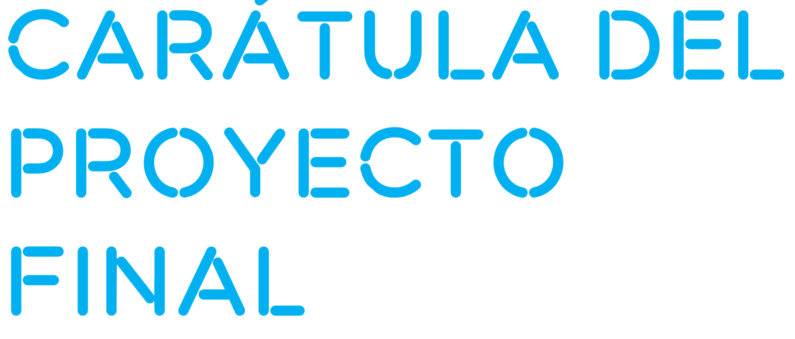 CARÁTULA DEL
PROYECTO
FINAL